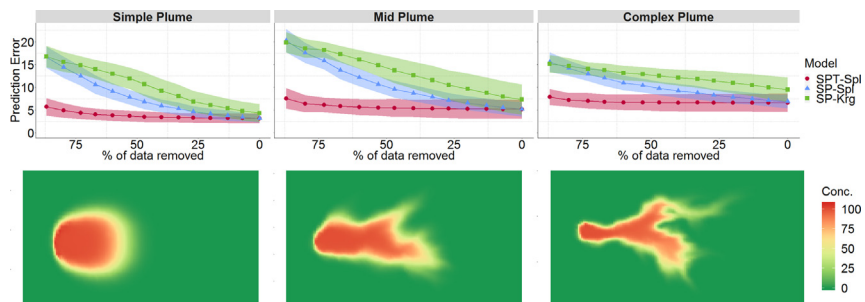 Simple Plume
Mid Plume
Complex Plume
Prediction Error
20
15
10
5
0
75
50
25
0
% of data removed
75
50
25
0
% of data removed
75
50
25
0
% of data removed
Model
SPT-Spl
SP-Spl
SP-Krg
Conc.
100
75
50
25
0